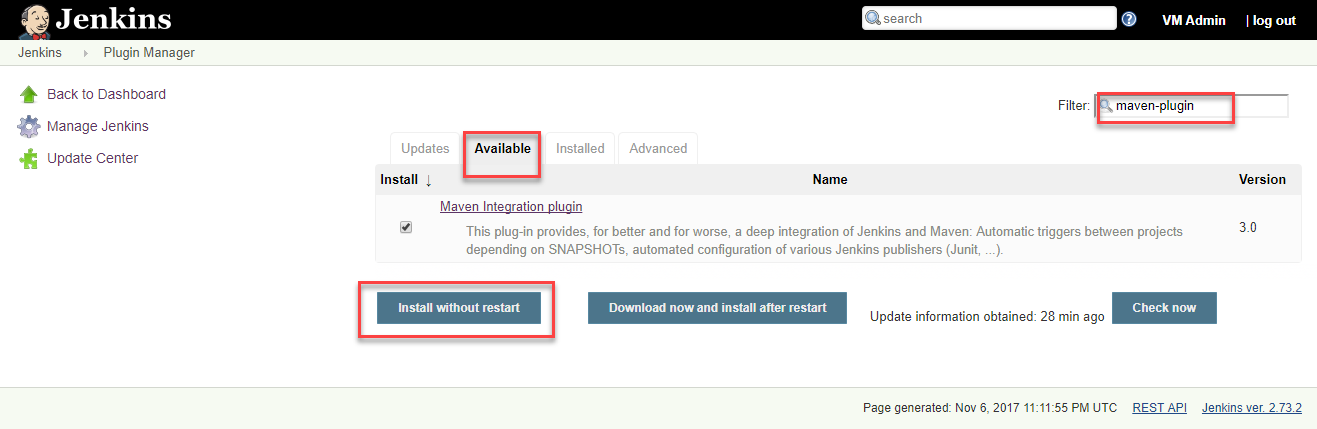 Jenkins
search
VM Admin | log out
Jenkins Plugin Manager
Back to Dashboard
Manage Jenkins
Update Center
Filter: maven-plugin
Updates Available Installed Advanced
Install ↓ Name Version
Maven Integration plugin
This plug-in provides, for better and for worse, a deep integration of Jenkins and Maven: Automatic triggers between projects
depending on SNAPSHOTs, automated configuration of various Jenkins publishers (Junit, ...).
3.0
Install without restart Download now and install after restart Update information obtained: 28 min ago Check now
Page generated: Nov 6, 2017 11:11:55 PM UTC REST API Jenkins ver. 2.73.2